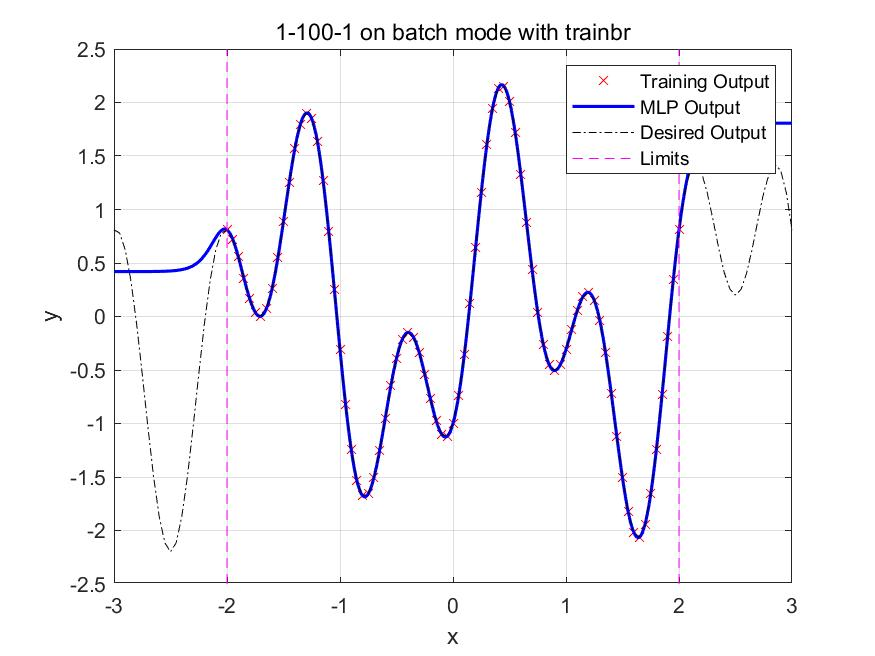 1-100-1 on batch mode with trainbr
2.5
2
1.5
1
0.5
0
-0.5
-1
-1.5
-2
-2.5
y
Training Output
MLP Output
Desired Output
Limits
-3 -2 -1 0 1 2 3
x